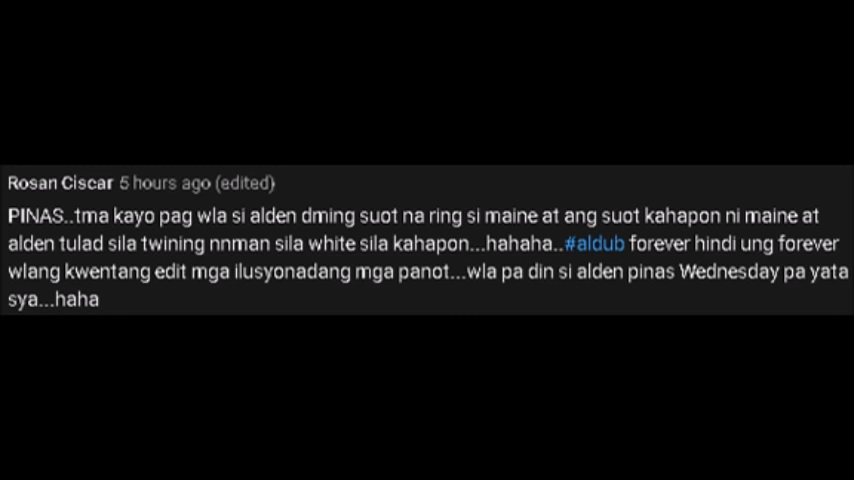 Rosan Ciscar 5 hours ago (edited)
PINAS..tma kayo pag wla si alden dming suot na ring si maine at ang suot kahapon ni maine at
alden tulad sila twining nnman sila white sila kahapon...hahaha..#aldub forever hindi ung forever
wlang kwentang edit mga ilusyonadang mga panot...wla pa din si alden pinas Wednesday pa yata
sya...haha